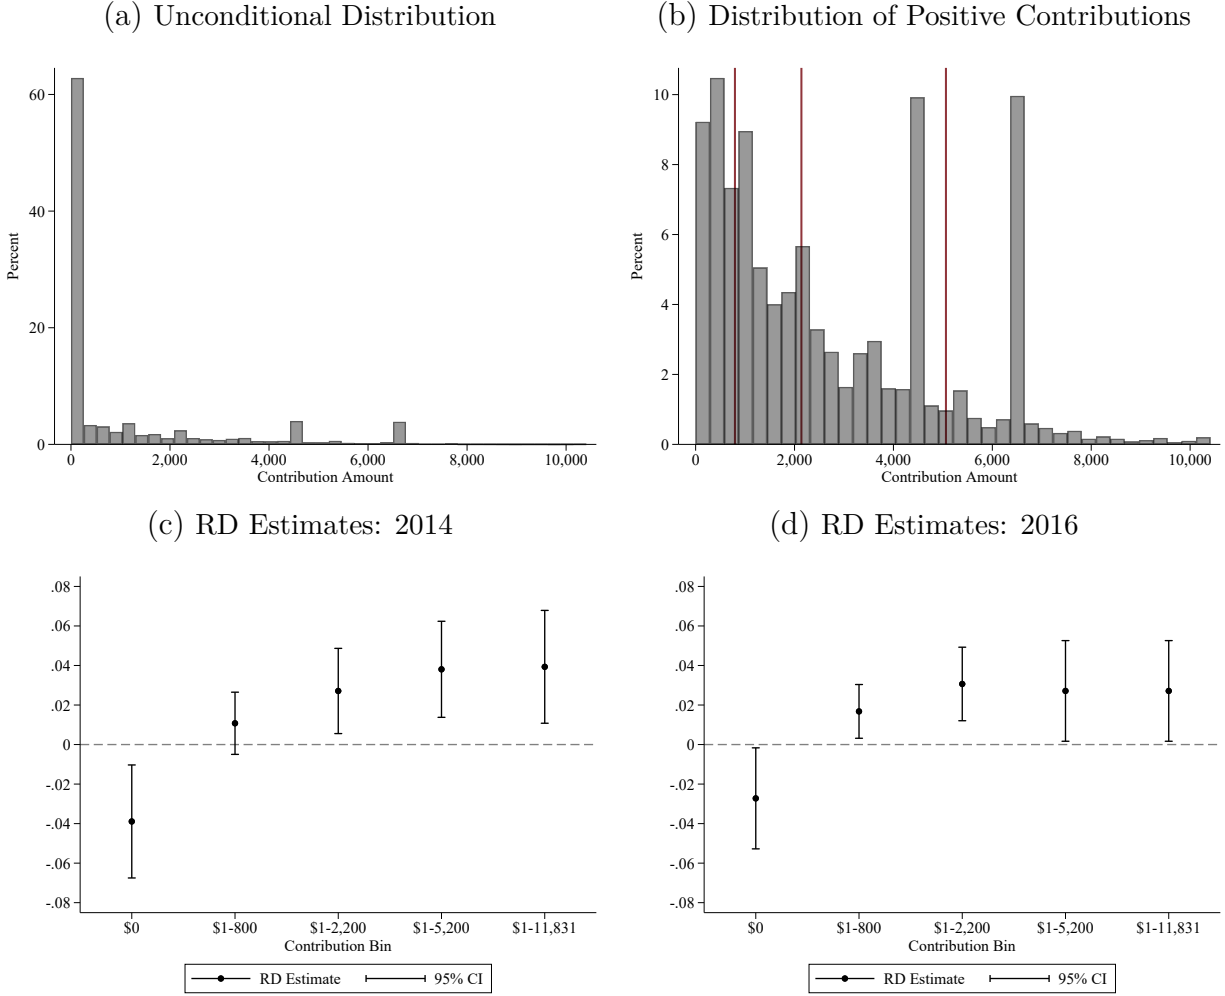 (a) Unconditional Distribution
60
40
20
0
Percent
0 2,000 4,000 6,000 8,000 10,000
Contribution Amount
(b) Distribution of Positive Contributions
10
8
6
4
2
0
Percent
0 2,000 4,000 6,000 8,000 10,000
Contribution Amount
(c) RD Estimates: 2014
.08
.06
.04
.02
0
-.02
-.04
-.06
-.08
$0 $1-800 $1-2,200 $1-5,200 $1-11,831
Contribution Bin
RD Estimate 95% CI
(d) RD Estimates: 2016
.08
.06
.04
.02
0
-.02
-.04
-.06
-.08
$0 $1-800 $1-2,200 $1-5,200 $1-11,831
Contribution Bin
RD Estimate 95% CI